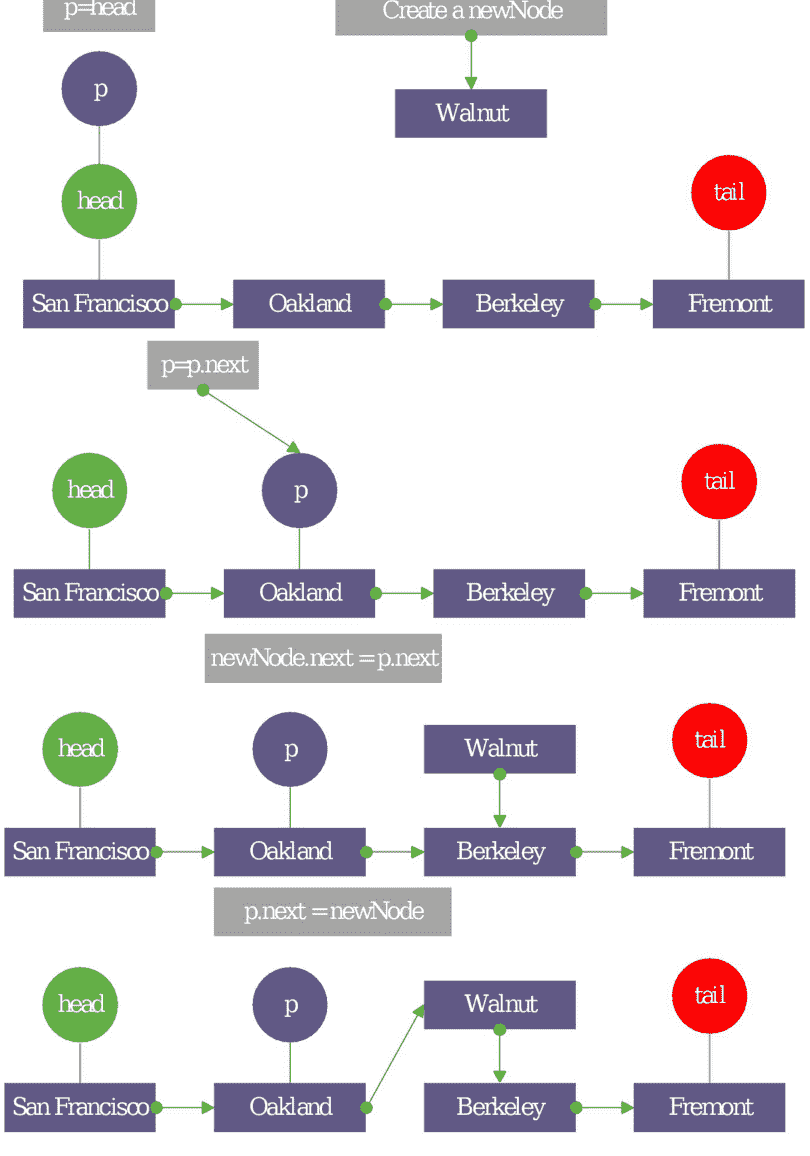 p=head
Create a newNode
p
Walnut
head
tail
San Francisco
Oakland
Berkeley
Fremont
p=p.next
head
p
tail
San Francisco
Oakland
Berkeley
Fremont
newNode.next = p.next
head
p
Walnut
tail
San Francisco
Oakland
Berkeley
Fremont
p.next = newNode
head
p
Walnut
tail
San Francisco
Oakland
Berkeley
Fremont